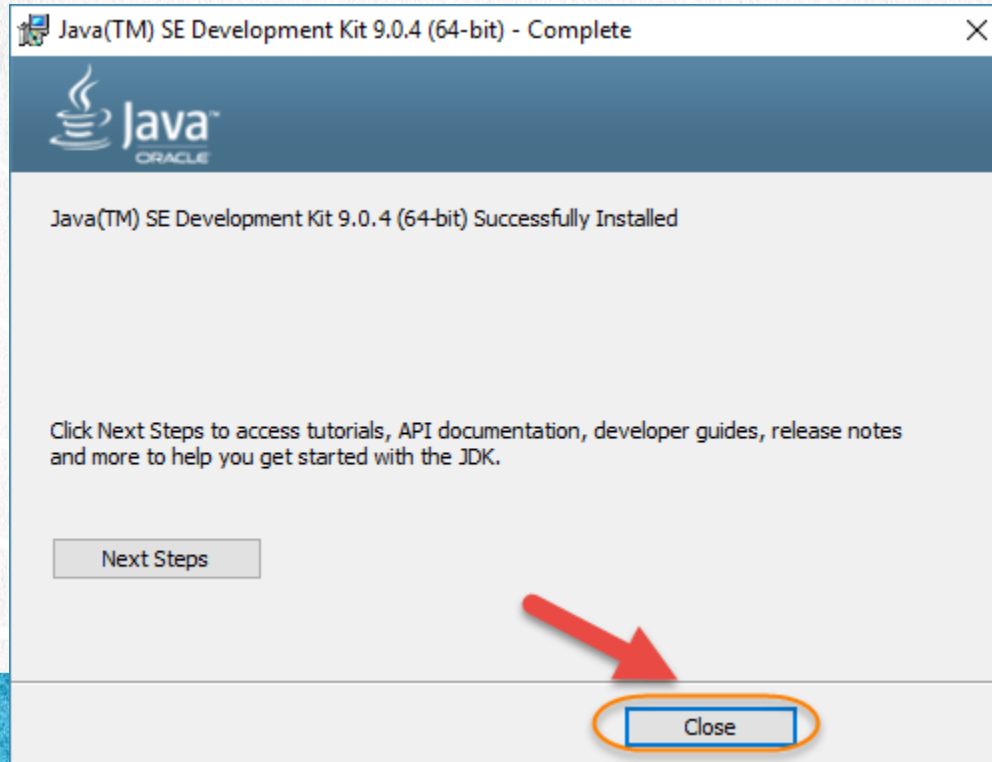 Java(TM) SE Development Kit 9.0.4 (64-bit) - Complete
Java™
ORACLE
Java(TM) SE Development Kit 9.0.4 (64-bit) Successfully Installed
Click Next Steps to access tutorials, API documentation, developer guides, release notes
and more to help you get started with the JDK.
Next Steps
Close